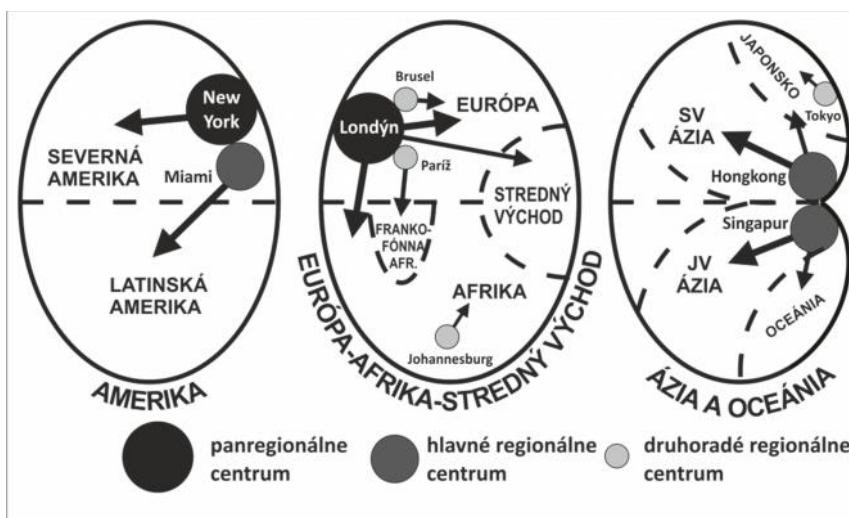 New
York
SEVERNÁ
AMERIKA
Miami
LATINSKÁ
AMERIKA
AMERIKA
Brusel
EURÓPA
Londýn
Paríž
STREDNÝ
VÝCHOD
FRANKO-
FÓNNA
AFR.
AFRIKA
Johannesburg
EURÓPA-AFRIKA-STREDNÝ VÝCHOD
JAPONSKO
Tokyo
SV
ÁZIA
Hongkong
Singapur
JV
ÁZIA
OCEÁNIA
ÁZIA A OCEÁNIA
panregionálne
centrum
hlavné regionálne
centrum
druhoradé regionálne
centrum